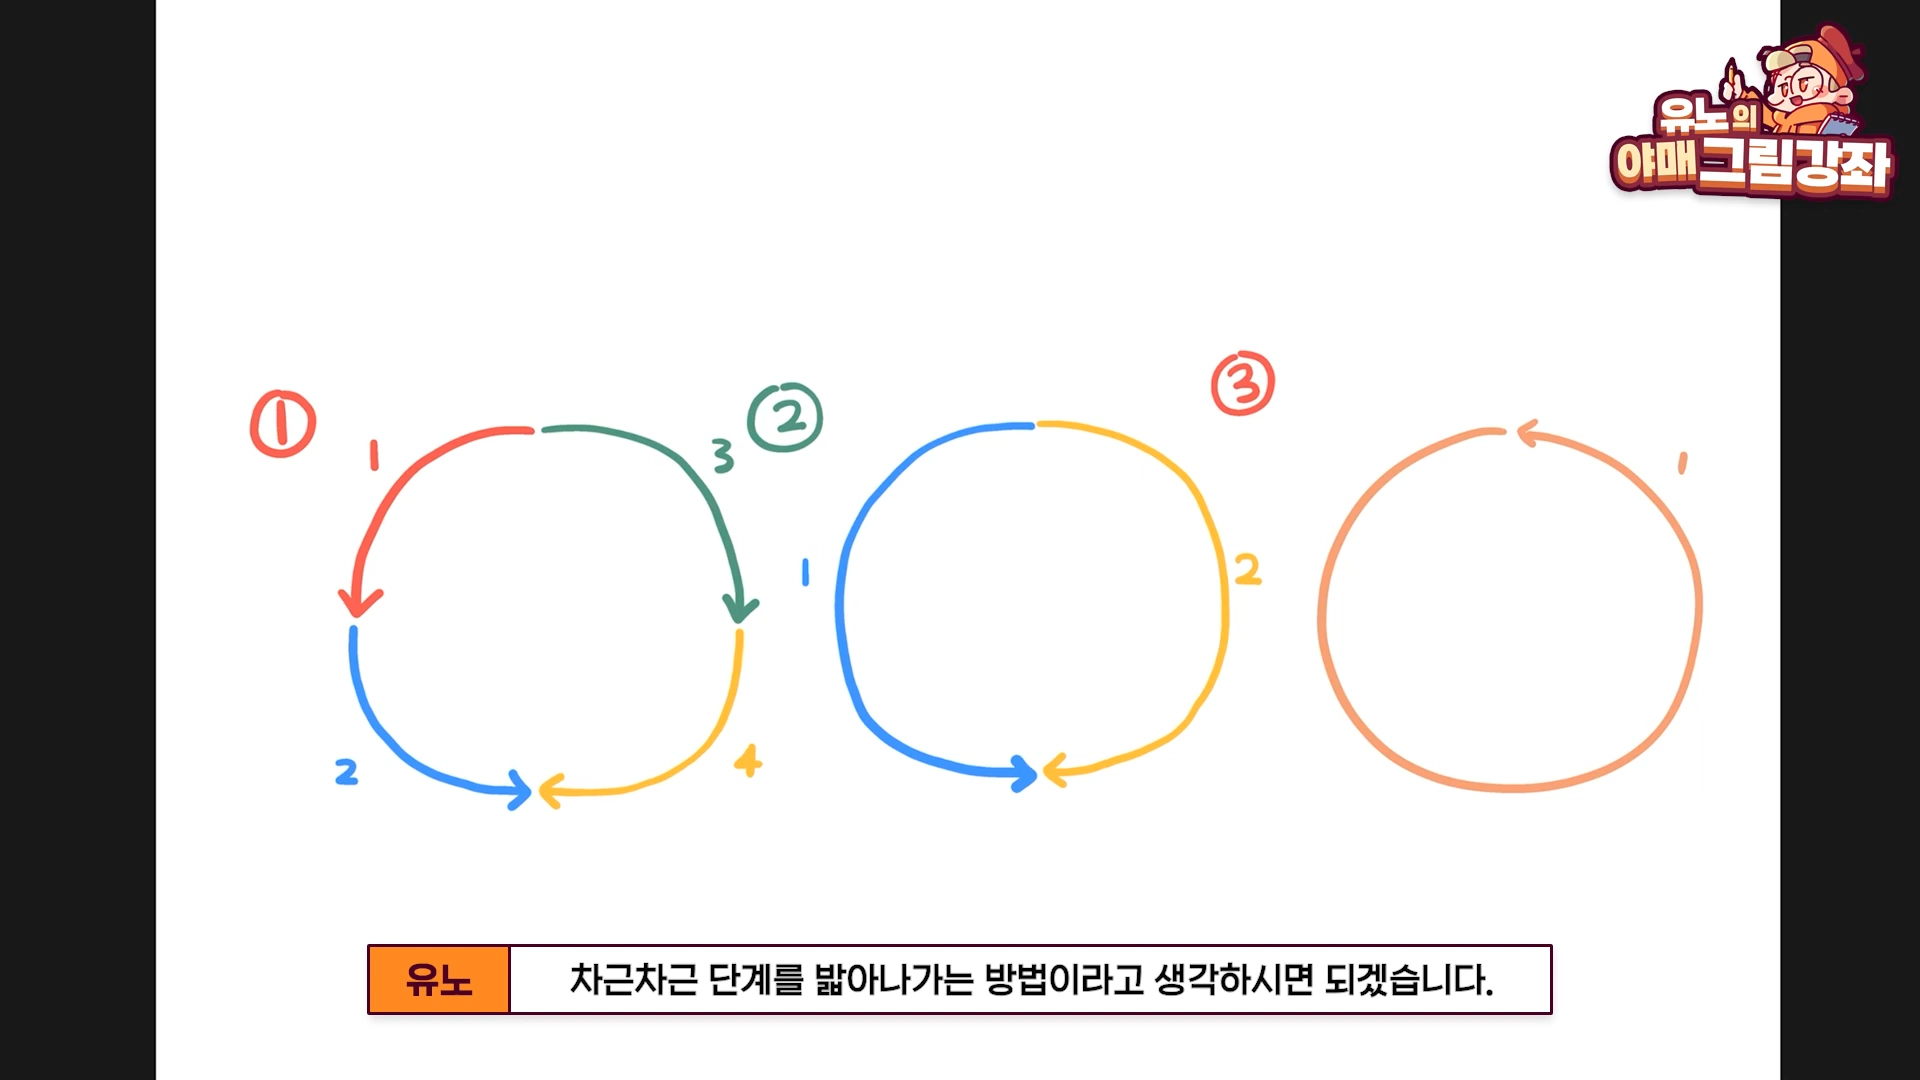 유노의
야매그림강좌
① ② ③
1 3
1 2
2 4
1
유노
차근차근 단계를 밟아나가는 방법이라고 생각하시면 되겠습니다.